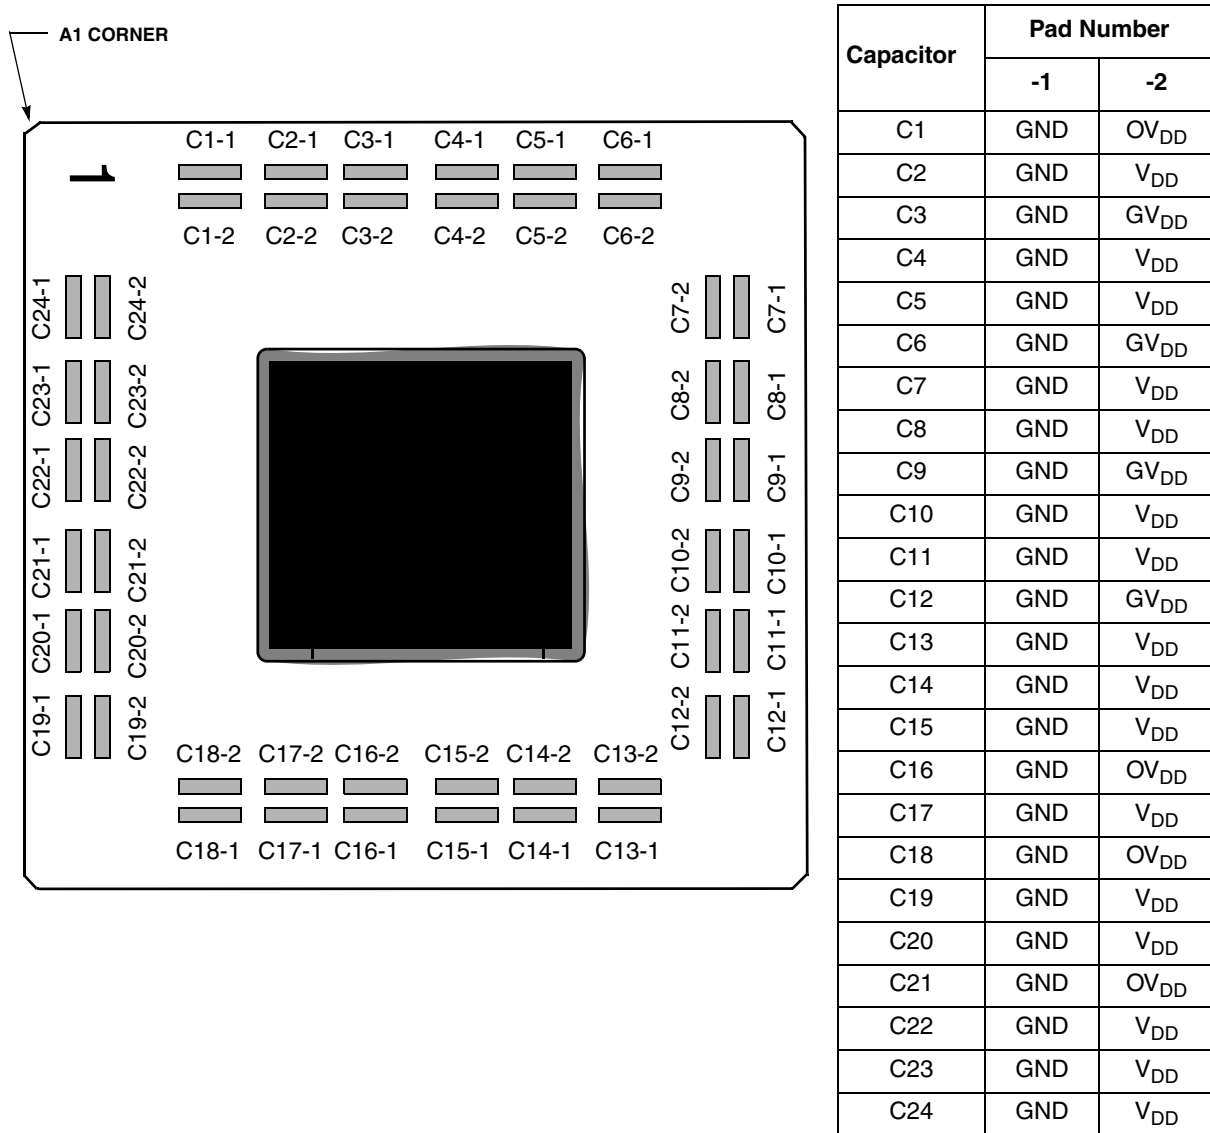 A1 CORNER
1
C1-1 C2-1 C3-1 C4-1 C5-1 C6-1
C1-2 C2-2 C3-2 C4-2 C5-2 C6-2
C24-1 C24-2 C7-2 C7-1
C23-1 C23-2 C8-2 C8-1
C22-1 C22-2 C9-2 C9-1
C21-1 C21-2 C10-2 C10-1
C20-1 C20-2 C11-2 C11-1
C19-1 C19-2 C12-2 C12-1
C18-2 C17-2 C16-2 C15-2 C14-2 C13-2
C18-1 C17-1 C16-1 C15-1 C14-1 C13-1
Capacitor Pad Number
-1 -2
C1 GND OVDD
C2 GND VDD
C3 GND GVDD
C4 GND VDD
C5 GND VDD
C6 GND GVDD
C7 GND VDD
C8 GND VDD
C9 GND GVDD
C10 GND VDD
C11 GND VDD
C12 GND GVDD
C13 GND VDD
C14 GND VDD
C15 GND VDD
C16 GND OVDD
C17 GND VDD
C18 GND OVDD
C19 GND VDD
C20 GND VDD
C21 GND OVDD
C22 GND VDD
C23 GND VDD
C24 GND VDD